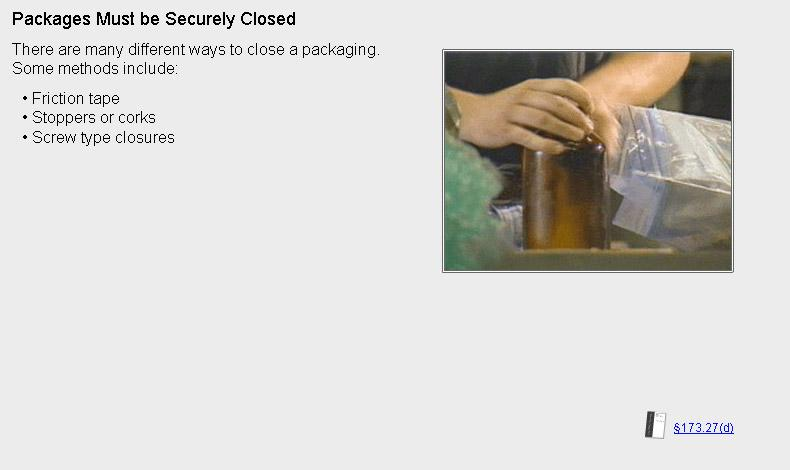 Packages Must be Securely Closed
There are many different ways to close a packaging.
Some methods include:
• Friction tape
• Stoppers or corks
• Screw type closures
§173.27(d)